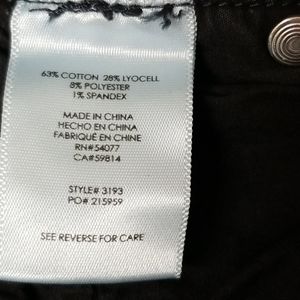 63% COTTON 28% LYOCELL
8% POLYESTER
1% SPANDEX
MADE IN CHINA
HECHO EN CHINA
FABRIQUÉ EN CHINE
RN#54077
CA#59814
STYLE# 3193
PO# 215959
SEE REVERSE FOR CARE